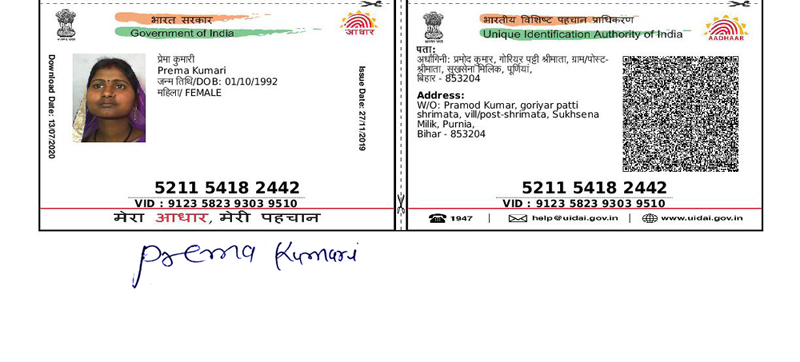 भारत सरकार
Government of India
आधार
Download Date: 13/07/2020
प्रेमा कुमारी
Prema Kumari
जन्म तिथि/DOB: 01/10/1992
महिला/ FEMALE
Issue Date: 27/11/2019
5211 5418 2442
VID : 9123 5823 9303 9510
मेरा आधार, मेरी पहचान
भारतीय विशिष्ट पहचान प्राधिकरण
Unique Identification Authority of India
AADHAAR
पता:
अर्धांगिनी: प्रमोद कुमार, गोरियर पट्टी श्रीमाता, ग्राम/पोस्ट-
श्रीमाता, सुखसेना मिलिक, पूर्णिया,
बिहार - 853204
Address:
W/O: Pramod Kumar, goriyar patti
shrimata, vill/post-shrimata, Sukhsena
Milik, Purnia,
Bihar - 853204
5211 5418 2442
VID : 9123 5823 9303 9510
1947 | help@uidai.gov.in | www.uidai.gov.in
Prema Kumari